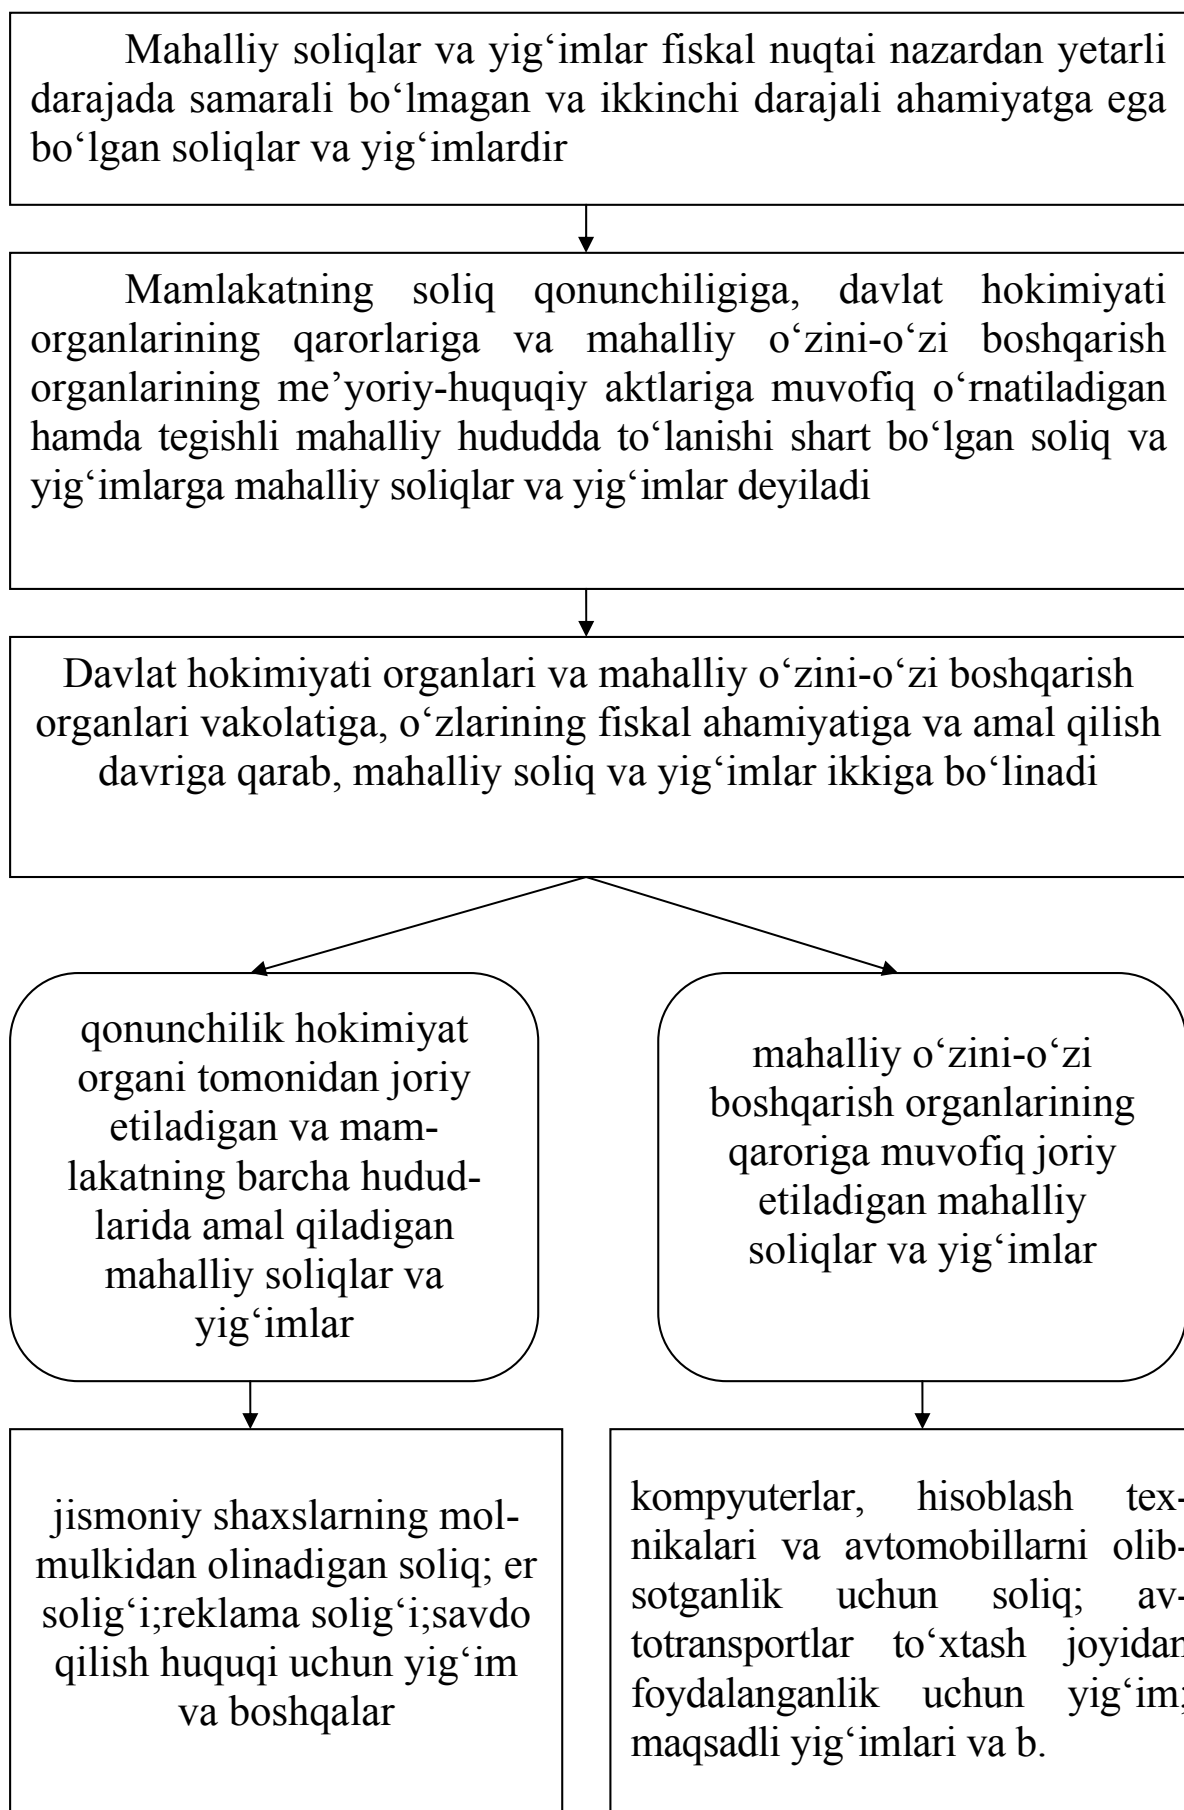 Mahalliy soliqlar va yig‘imlar fiskal nuqtai nazardan yetarli
darajada samarali bo‘lmagan va ikkinchi darajali ahamiyatga ega
bo‘lgan soliqlar va yig‘imlardir
Mamlakatning soliq qonunchiligiga, davlat hokimiyati
organlarining qarorlariga va mahalliy o‘zini-o‘zi boshqarish
organlarining me’yoriy-huquqiy aktlariga muvofiq o‘rnatiladigan
hamda tegishli mahalliy hududda to‘lanishi shart bo‘lgan soliq va
yig‘imlarga mahalliy soliqlar va yig‘imlar deyiladi
Davlat hokimiyati organlari va mahalliy o‘zini-o‘zi boshqarish
organlari vakolatiga, o‘zlarining fiskal ahamiyatiga va amal qilish
davriga qarab, mahalliy soliq va yig‘imlar ikkiga bo‘linadi
qonunchilik hokimiyat
organi tomonidan joriy
etiladigan va mam-
lakatning barcha hudud-
larida amal qiladigan
mahalliy soliqlar va
yig‘imlar
mahalliy o‘zini-o‘zi
boshqarish organlarining
qaroriga muvofiq joriy
etiladigan mahalliy
soliqlar va yig‘imlar
jismoniy shaxslarning mol-
mulkidan olinadigan soliq; er
solig‘i;reklama solig‘i;savdo
qilish huquqi uchun yig‘im
va boshqalar
kompyuterlar, hisoblash tex-
nikalari va avtomobillarni olib-
sotganlik uchun soliq; av-
totransportlar to‘xtash joyidan
foydalanganlik uchun yig‘im;
maqsadli yig‘imlari va b.